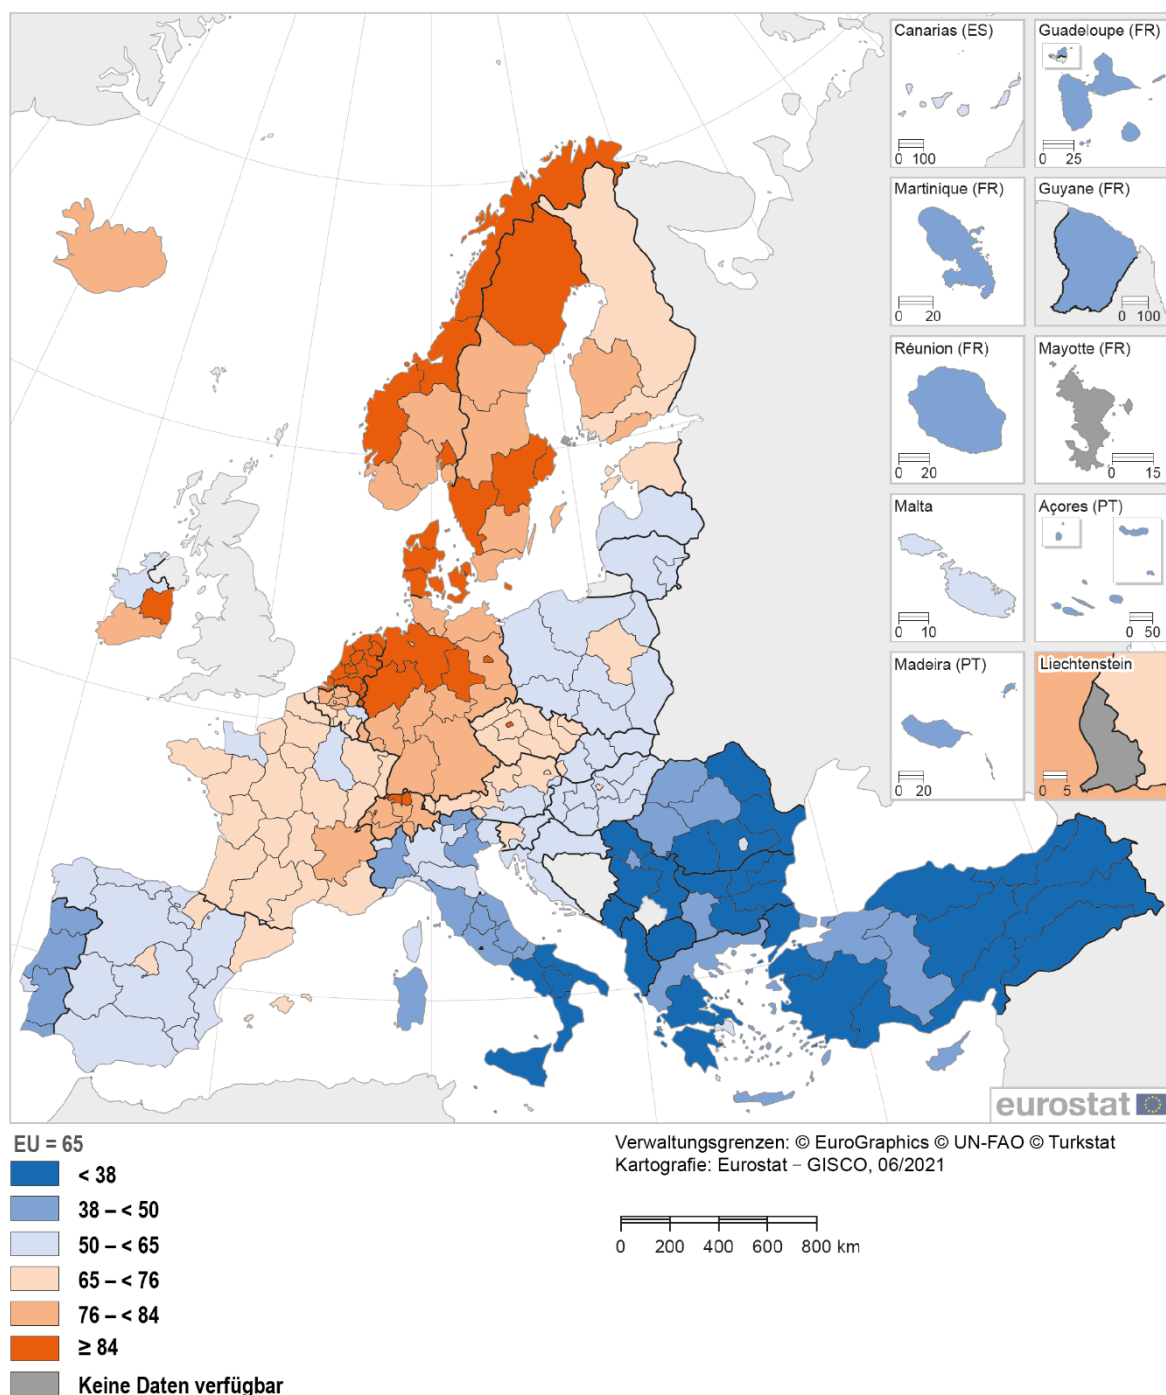 Canarias (ES)
0 100
Guadeloupe (FR)
0 25
Martinique (FR)
0 20
Guyane (FR)
0 100
Réunion (FR)
0 20
Mayotte (FR)
0 15
Malta
0 10
Açores (PT)
0 50
Madeira (PT)
0 20
Liechtenstein
0 5
eurostat
EU = 65
< 38
38 – < 50
50 – < 65
65 – < 76
76 – < 84
≥ 84
Keine Daten verfügbar
Verwaltungsgrenzen: © EuroGraphics © UN-FAO © Turkstat
Kartografie: Eurostat – GISCO, 06/2021
0 200 400 600 800 km